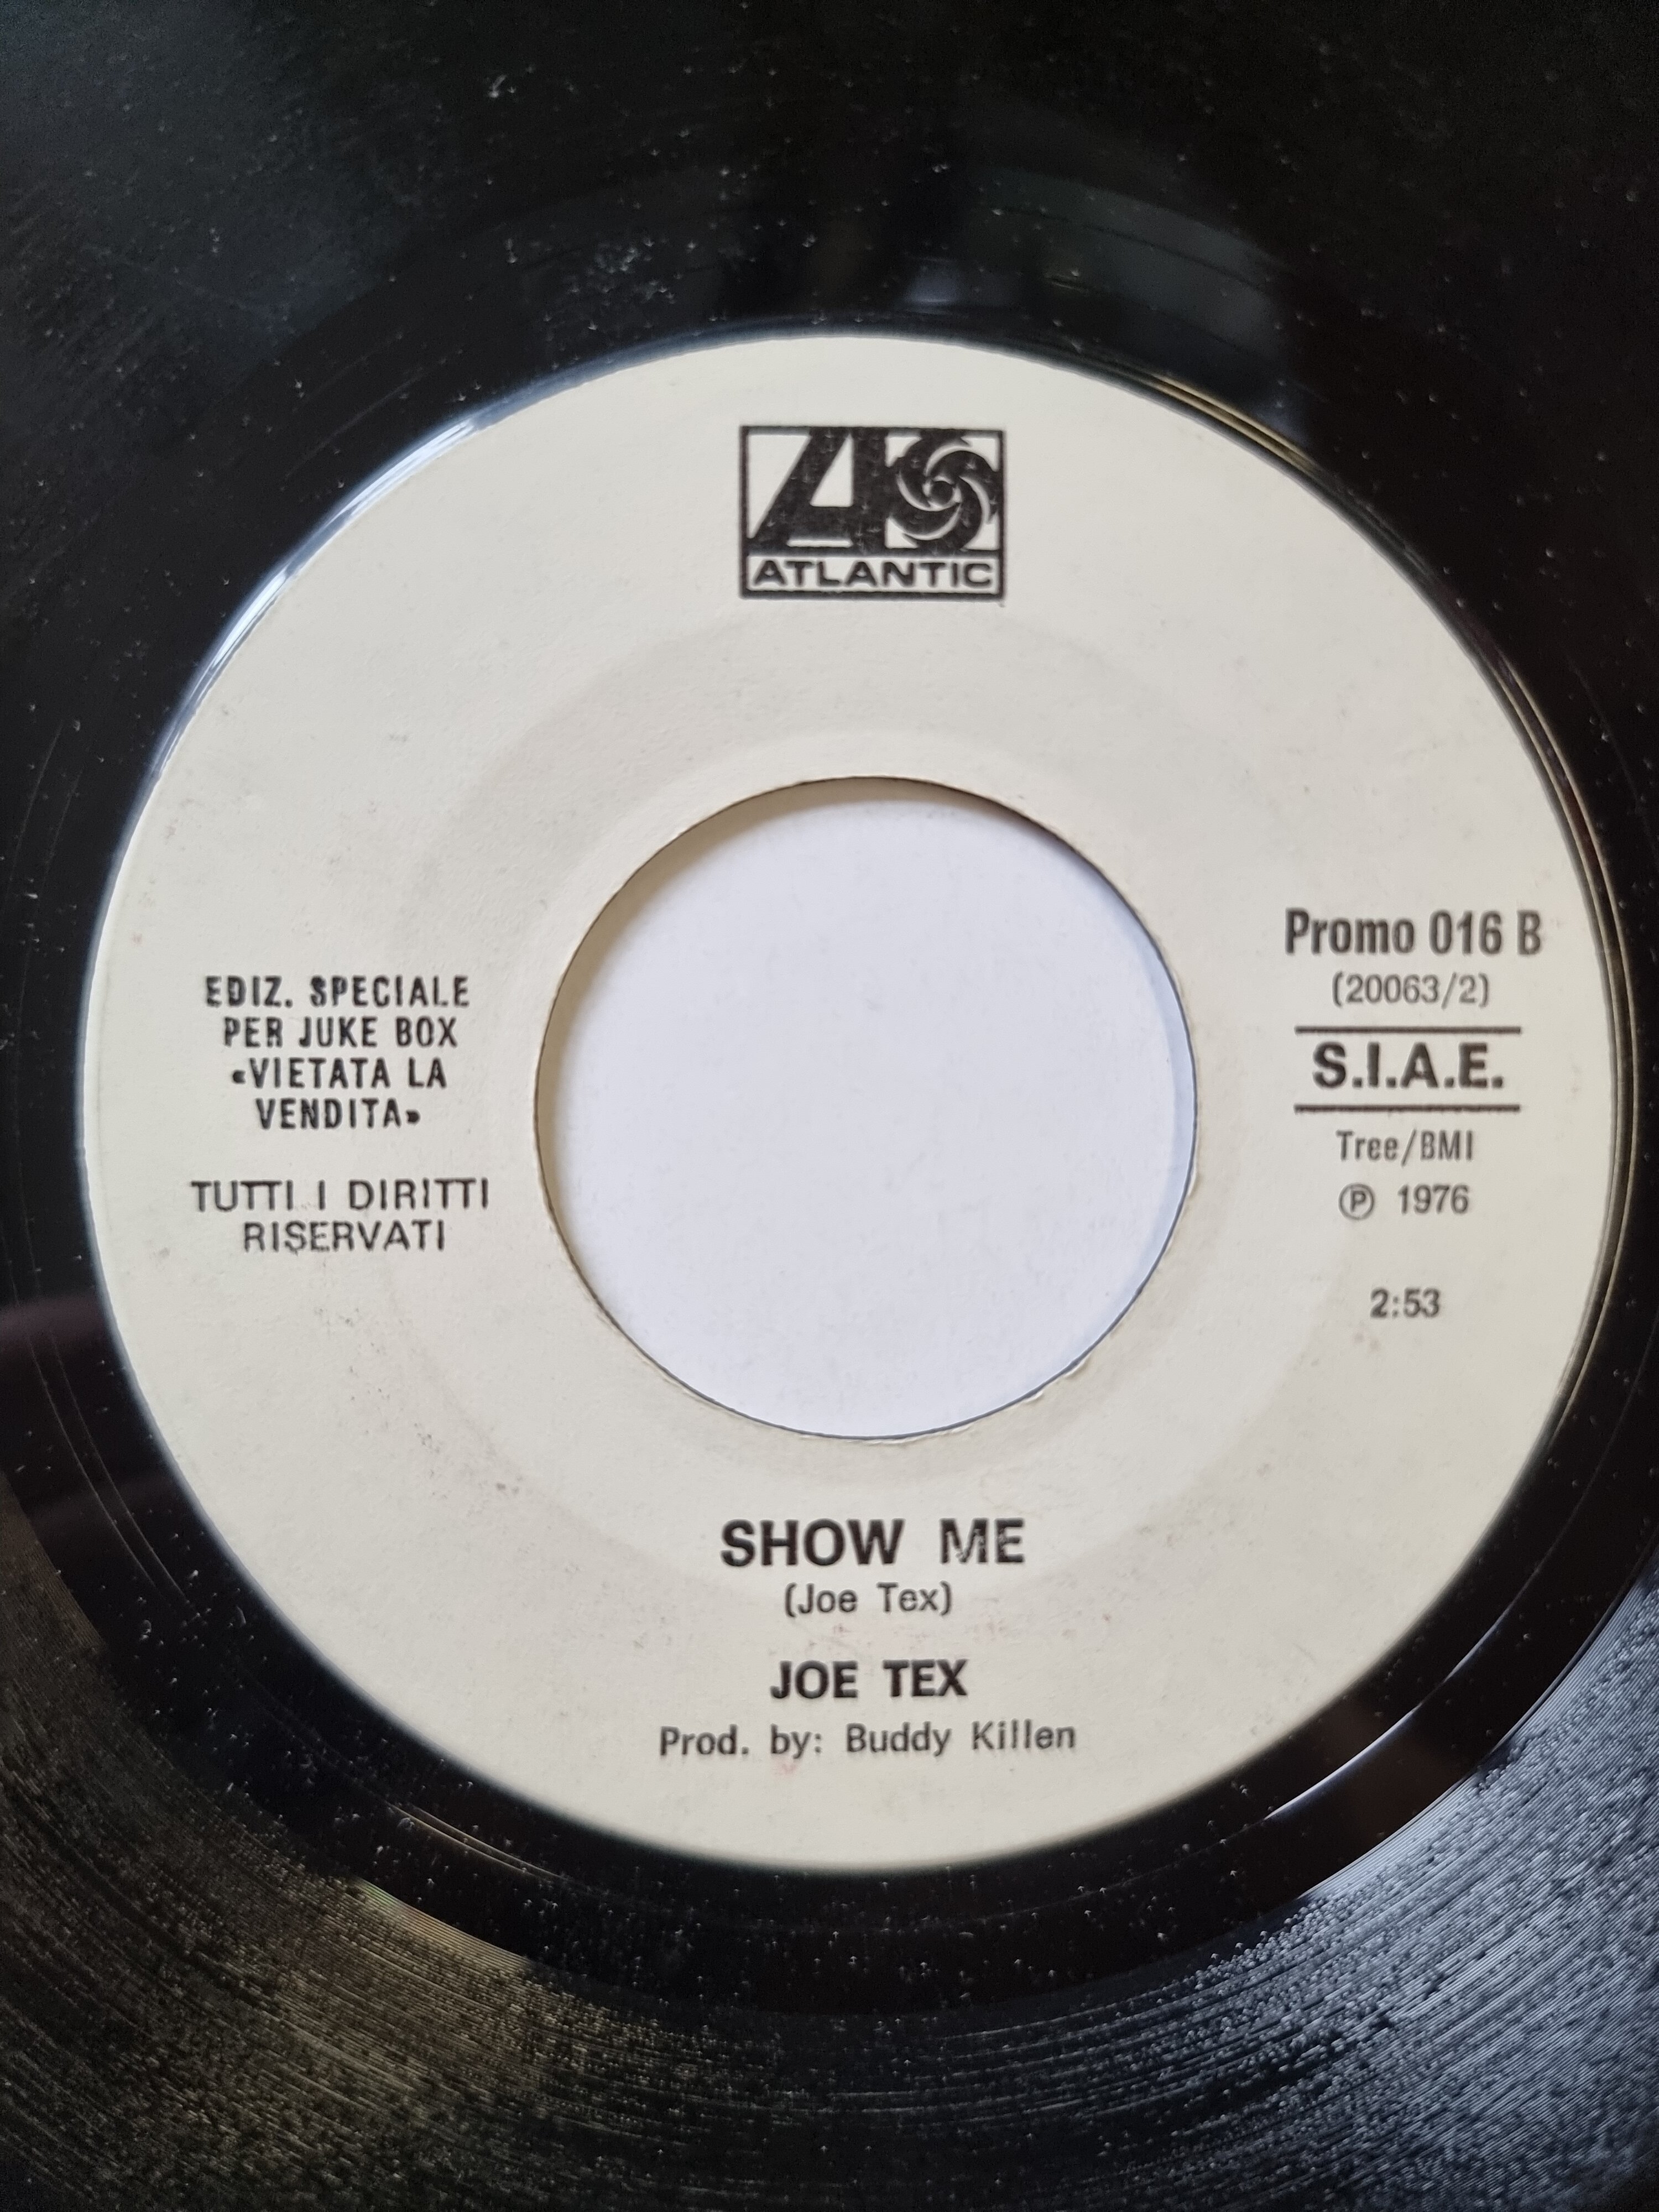 ATLANTIC
EDIZ. SPECIALE
PER JUKE BOX
«VIETATA LA
VENDITA»
TUTTI I DIRITTI
RISERVATI
Promo 016 B
(20063/2)
S.I.A.E.
Tree/BMI
℗ 1976
2:53
SHOW ME
(Joe Tex)
JOE TEX
Prod. by: Buddy Killen